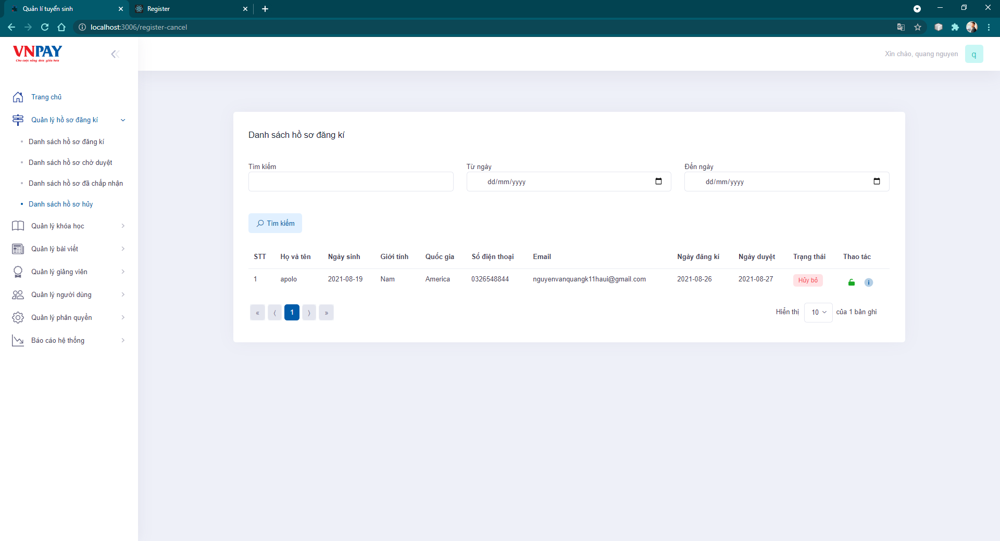 Quản lí tuyển sinh
Register
localhost:3006/register-cancel
VNPAY
Cho cuộc sống đơn giản hơn
Xin chào, quang nguyen
q
Trang chủ
Quản lý hồ sơ đăng kí
Danh sách hồ sơ đăng kí
Danh sách hồ sơ chờ duyệt
Danh sách hồ sơ đã chấp nhận
Danh sách hồ sơ hủy
Quản lý khóa học
Quản lý bài viết
Quản lý giảng viên
Quản lý người dùng
Quản lý phân quyền
Báo cáo hệ thống
Danh sách hồ sơ đăng kí
Tìm kiếm
Từ ngày
Đến ngày
dd/mm/yyyy
dd/mm/yyyy
Tìm kiếm
STT Họ và tên Ngày sinh Giới tính Quốc gia Số điện thoại Email Ngày đăng kí Ngày duyệt Trạng thái Thao tác
1 apolo 2021-08-19 Nam America 0326548844 nguyenvanquangk11haui@gmail.com 2021-08-26 2021-08-27 Hủy bỏ
« ⟨ 1 ⟩ »
Hiển thị 10 của 1 bản ghi